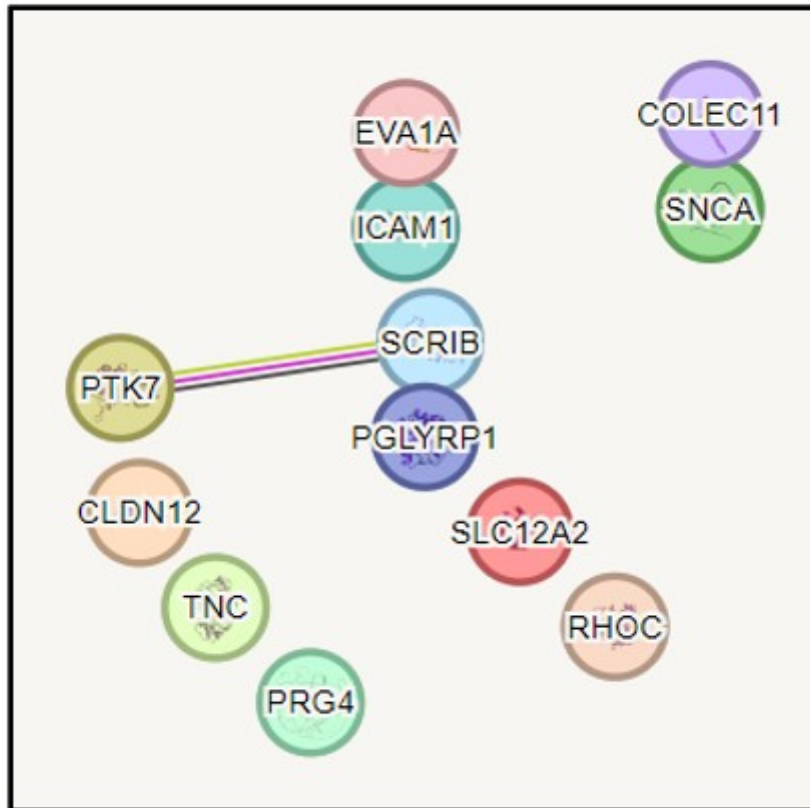 COLEC11
EVA1A
SNCA
ICAM1
SCRIB
PTK7
PGLYRP1
CLDN12
SLC12A2
TNC
RHOC
PRG4